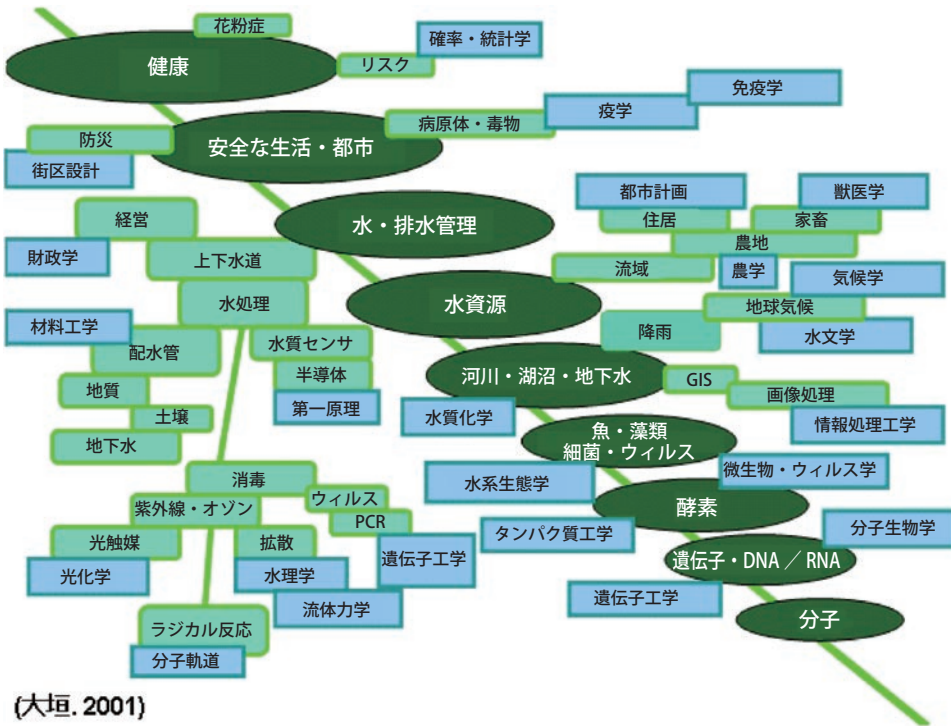 花粉症
確率・統計学
健康
リスク
免疫学
疫学
病原体・毒物
防災
安全な生活・都市
街区設計
都市計画
獣医学
経営
水・排水管理
住居
家畜
農地
財政学
上下水道
流域
農学
気候学
水処理
水資源
地球気候
材料工学
降雨
水文学
配水管
水質センサ
河川・湖沼・地下水
半導体
GIS
地質
画像処理
第一原理
水質化学
土壌
情報処理工学
魚・藻類
細菌・ウィルス
地下水
微生物・ウィルス学
消毒
水系生態学
ウィルス
紫外線・オゾン
酵素
PCR
タンパク質工学
分子生物学
光触媒
拡散
遺伝子工学
遺伝子・DNA ／ RNA
光化学
水理学
遺伝子工学
流体力学
分子
ラジカル反応
分子軌道
(大垣. 2001)